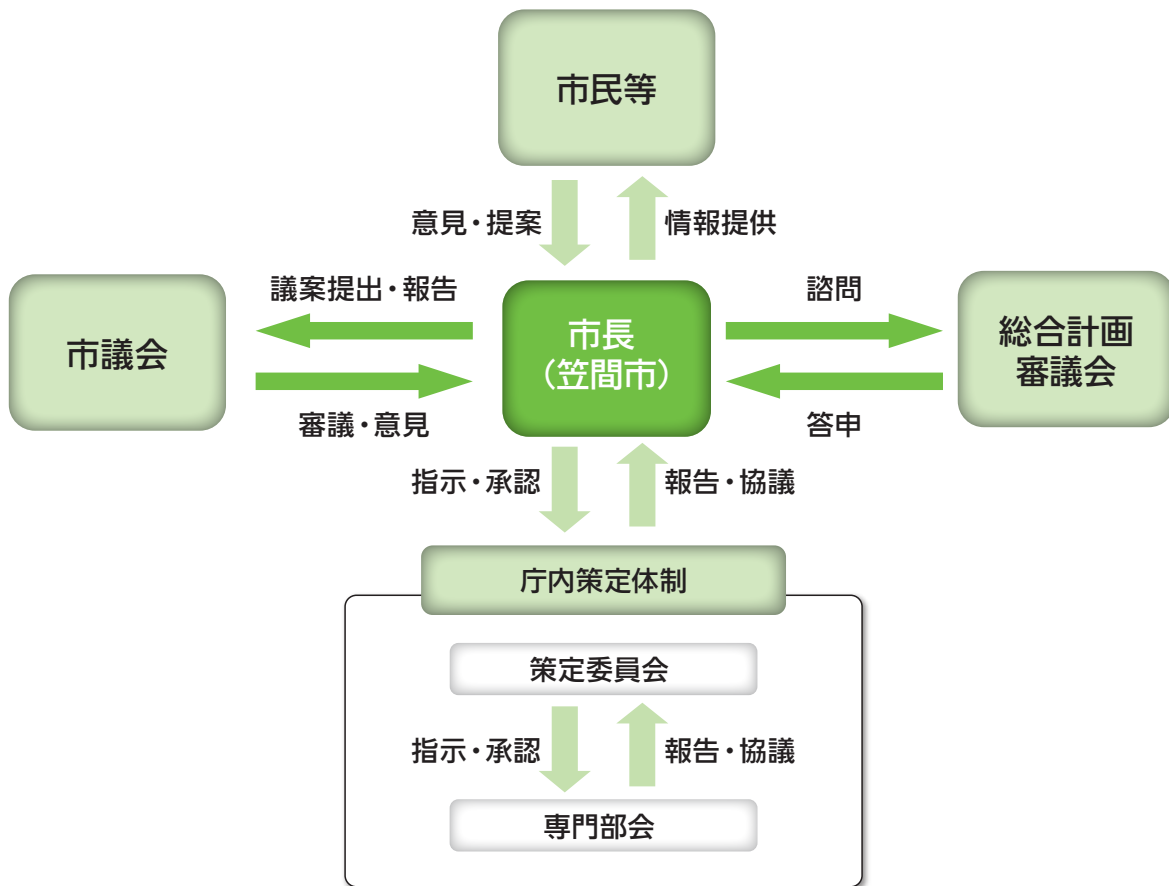 市民等
意見・提案
情報提供
議案提出・報告
諮問
市議会
市長
（笠間市）
総合計画
審議会
審議・意見
答申
指示・承認
報告・協議
庁内策定体制
策定委員会
指示・承認
報告・協議
専門部会